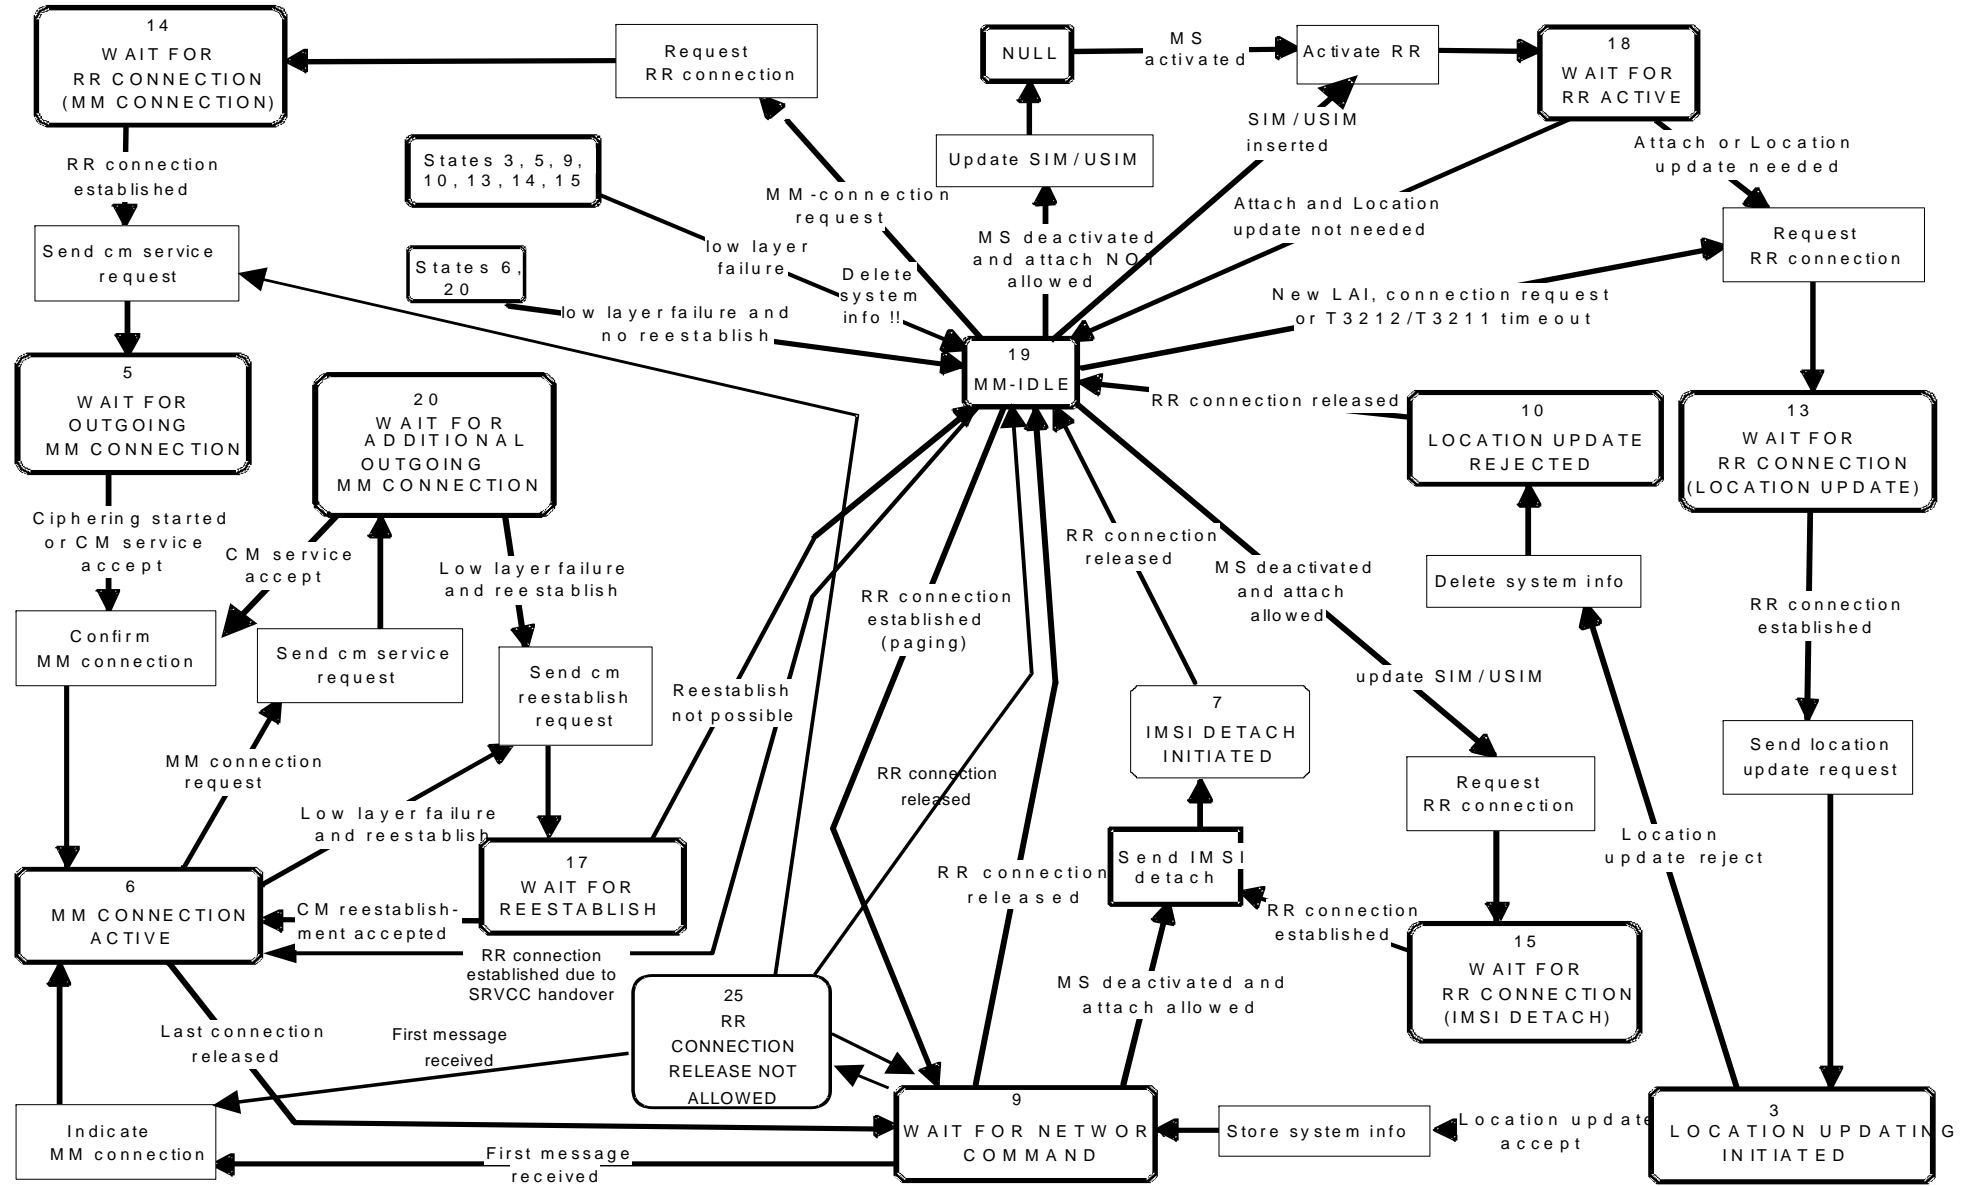 14
WAIT FOR
RR CONNECTION
(MM CONNECTION)
Request
RR connection
NULL
MS
activated
Activate RR
18
WAIT FOR
RR ACTIVE
RR connection
established
States 3, 5, 9,
10, 13, 14, 15
Update SIM/USIM
SIM/USIM
inserted
Attach or Location
update needed
MM-connection
request
Attach and Location
update not needed
Request
RR connection
Send cm service
request
low layer
failure
MS deactivated
and attach NOT
allowed
States 6,
20
Delete
system
info !!
low layer failure and
no reestablish
New LAI, connection request
or T3212/T3211 timeout
19
MM-IDLE
5
WAIT FOR
OUTGOING
MM CONNECTION
20
WAIT FOR
ADDITIONAL
OUTGOING
MM CONNECTION
RR connection released
10
LOCATION UPDATE
REJECTED
13
WAIT FOR
RR CONNECTION
(LOCATION UPDATE)
Ciphering started
or CM service
accept
CM service
accept
Low layer failure
and reestablish
RR connection
released
MS deactivated
and attach
allowed
Delete system info
RR connection
established
(paging)
RR connection
established
Confirm
MM connection
Send cm service
request
Send cm
reestablish
request
Reestablish
not possible
update SIM/USIM
7
IMSI DETACH
INITIATED
Send location
update request
MM connection
request
RR connection
released
Request
RR connection
Low layer failure
and reestablish
Location
update reject
17
WAIT FOR
REESTABLISH
Send IMSI
detach
RR connection
released
6
MM CONNECTION
ACTIVE
CM reestablish-
ment accepted
RR connection
established
15
WAIT FOR
RR CONNECTION
(IMSI DETACH)
RR connection
established due to
SRVCC handover
MS deactivated and
attach allowed
25
RR
CONNECTION
RELEASE NOT
ALLOWED
Last connection
released
First message
received
9
WAIT FOR NETWOR
COMMAND
Store system info
Location update
accept
3
LOCATION UPDATING
INITIATED
Indicate
MM connection
First message
received